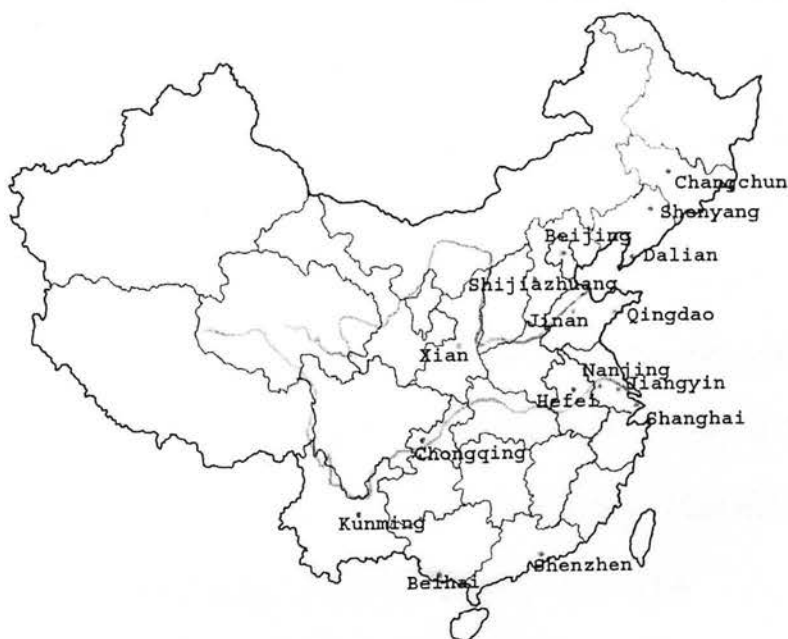 Changchun
Shenyang
Beijing
Dalian
Shijiazhuang
Jinan
Qingdao
Xian
Nanjing
Jiangyin
Hefei
Shanghai
Chongqing
Kunming
Shenzhen
Beihai